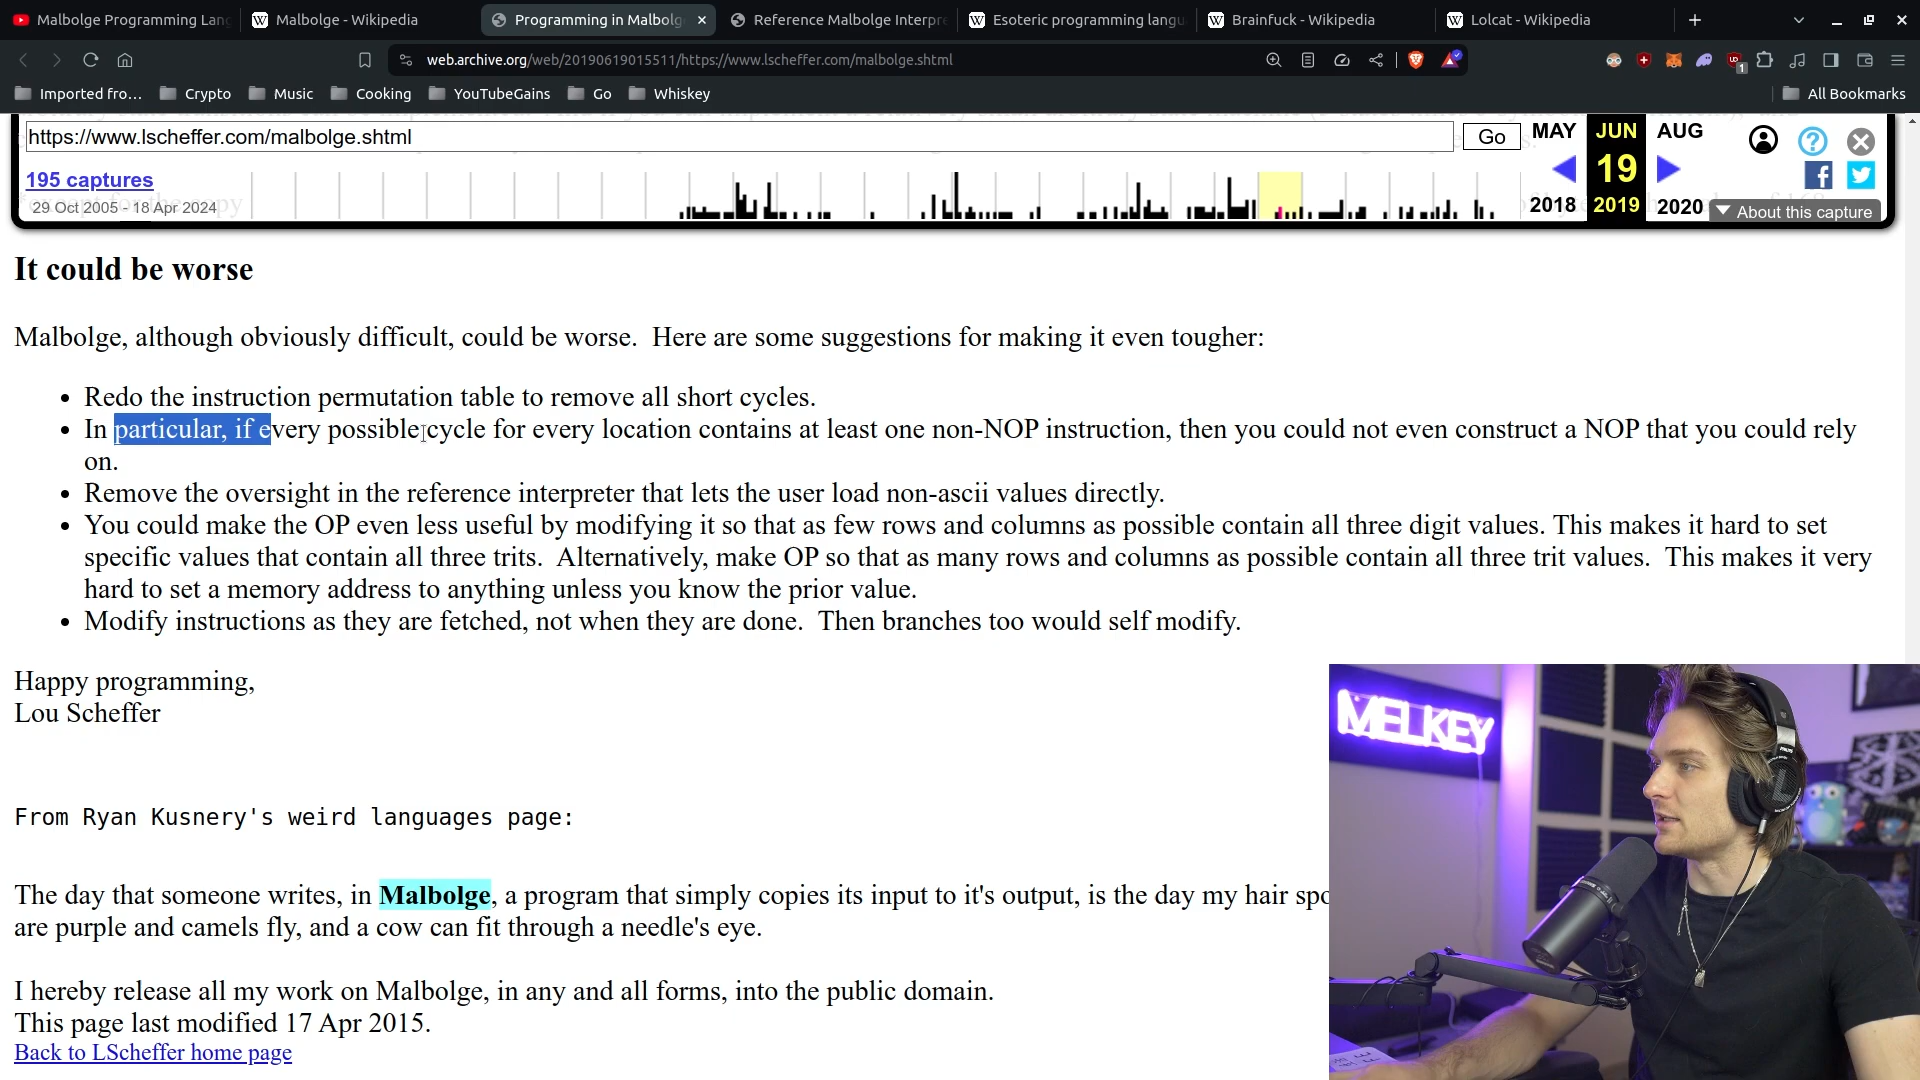 Malbolge Programming Lan
Malbolge - Wikipedia
Programming in Malbolg
Reference Malbolge Interpre
Esoteric programming langu
Brainfuck - Wikipedia
Lolcat - Wikipedia
web.archive.org/web/20190619015511/https://www.lscheffer.com/malbolge.shtml
1
Imported fro...
Crypto
Music
Cooking
YouTubeGains
Go
Whiskey
All Bookmarks
https://www.lscheffer.com/malbolge.shtml
Go
MAY
JUN
AUG
195 captures
19
29 Oct 2005 - 18 Apr 2024
2018
2019
2020
About this capture
It could be worse
Malbolge, although obviously difficult, could be worse. Here are some suggestions for making it even tougher:
• Redo the instruction permutation table to remove all short cycles.
• In particular, if every possible cycle for every location contains at least one non-NOP instruction, then you could not even construct a NOP that you could rely
on.
• Remove the oversight in the reference interpreter that lets the user load non-ascii values directly.
• You could make the OP even less useful by modifying it so that as few rows and columns as possible contain all three digit values. This makes it hard to set
specific values that contain all three trits. Alternatively, make OP so that as many rows and columns as possible contain all three trit values. This makes it very
hard to set a memory address to anything unless you know the prior value.
• Modify instructions as they are fetched, not when they are done. Then branches too would self modify.
Happy programming,
Lou Scheffer
MELKEY
From Ryan Kusnery's weird languages page:
The day that someone writes, in Malbolge, a program that simply copies its input to it's output, is the day my hair spo
are purple and camels fly, and a cow can fit through a needle's eye.
I hereby release all my work on Malbolge, in any and all forms, into the public domain.
This page last modified 17 Apr 2015.
Back to LScheffer home page